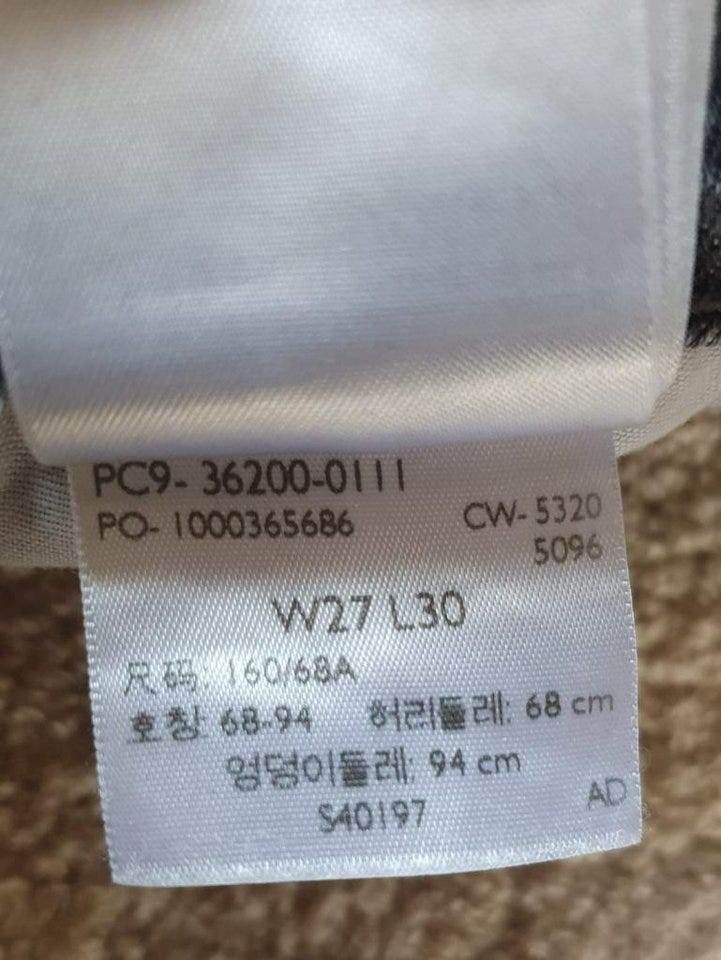 PC9- 36200-0111
PO- 1000365686 CW- 5320
5096
W27 L30
尺码: 160/68A
호칭: 68-94 허리둘레: 68 cm
엉덩이둘레: 94 cm
S40197 AD